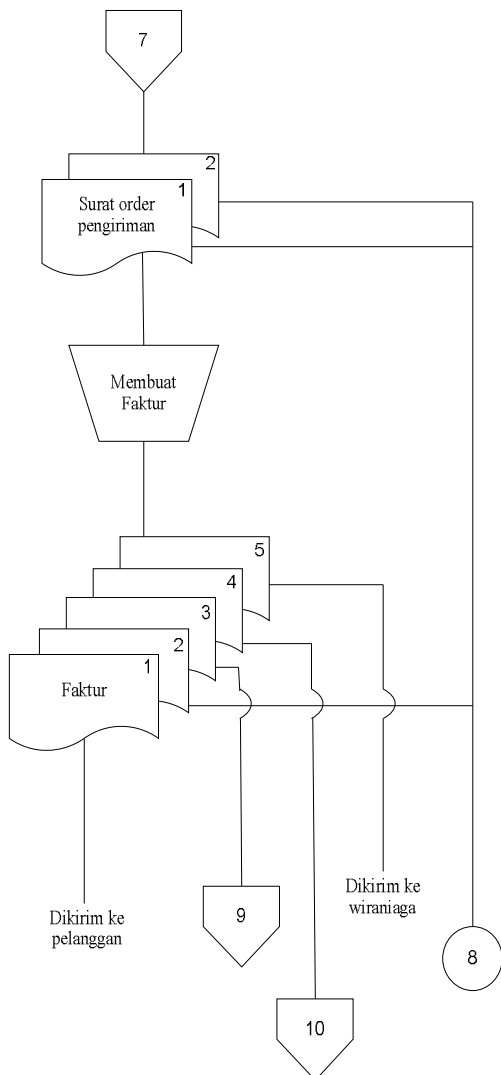 7
2
1
Surat order
pengiriman
Membuat
Faktur
5
4
3
2
1
Faktur
Dikirim ke
pelanggan
9
Dikirim ke
wiraniaga
8
10